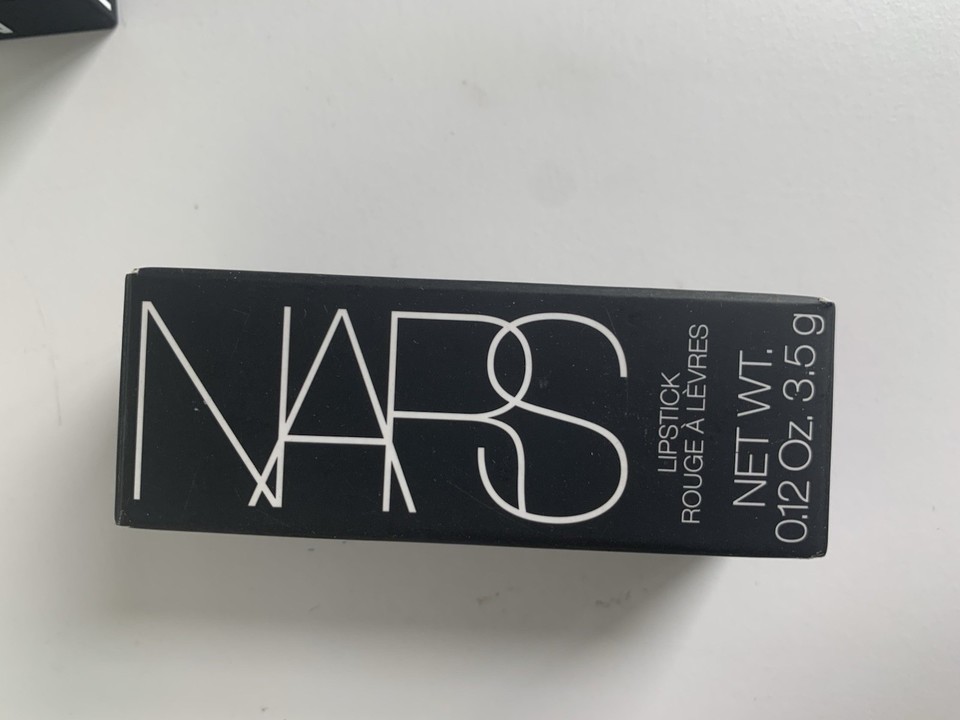 NARS
LIPSTICK
ROUGE À LÈVRES
NET WT.
0.12 Oz. 3.5 g